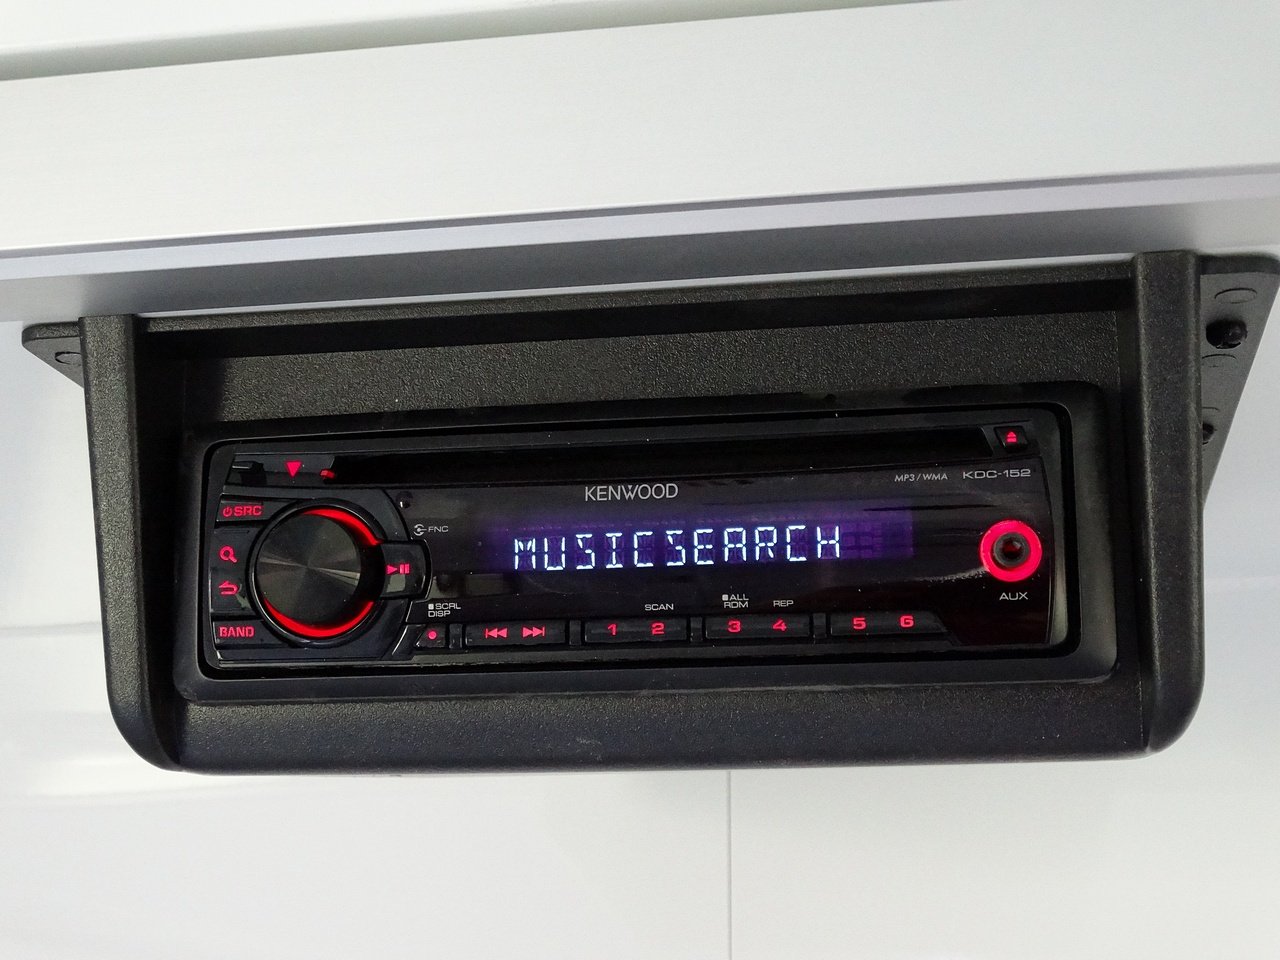 KENWOOD
MP3/WMA KDC-152
SRC
FNC
MUSICSEARCH
AUX
BAND
SCRL
DISP
SCAN
ALL
RDM
REP
1 2 3 4 5 6